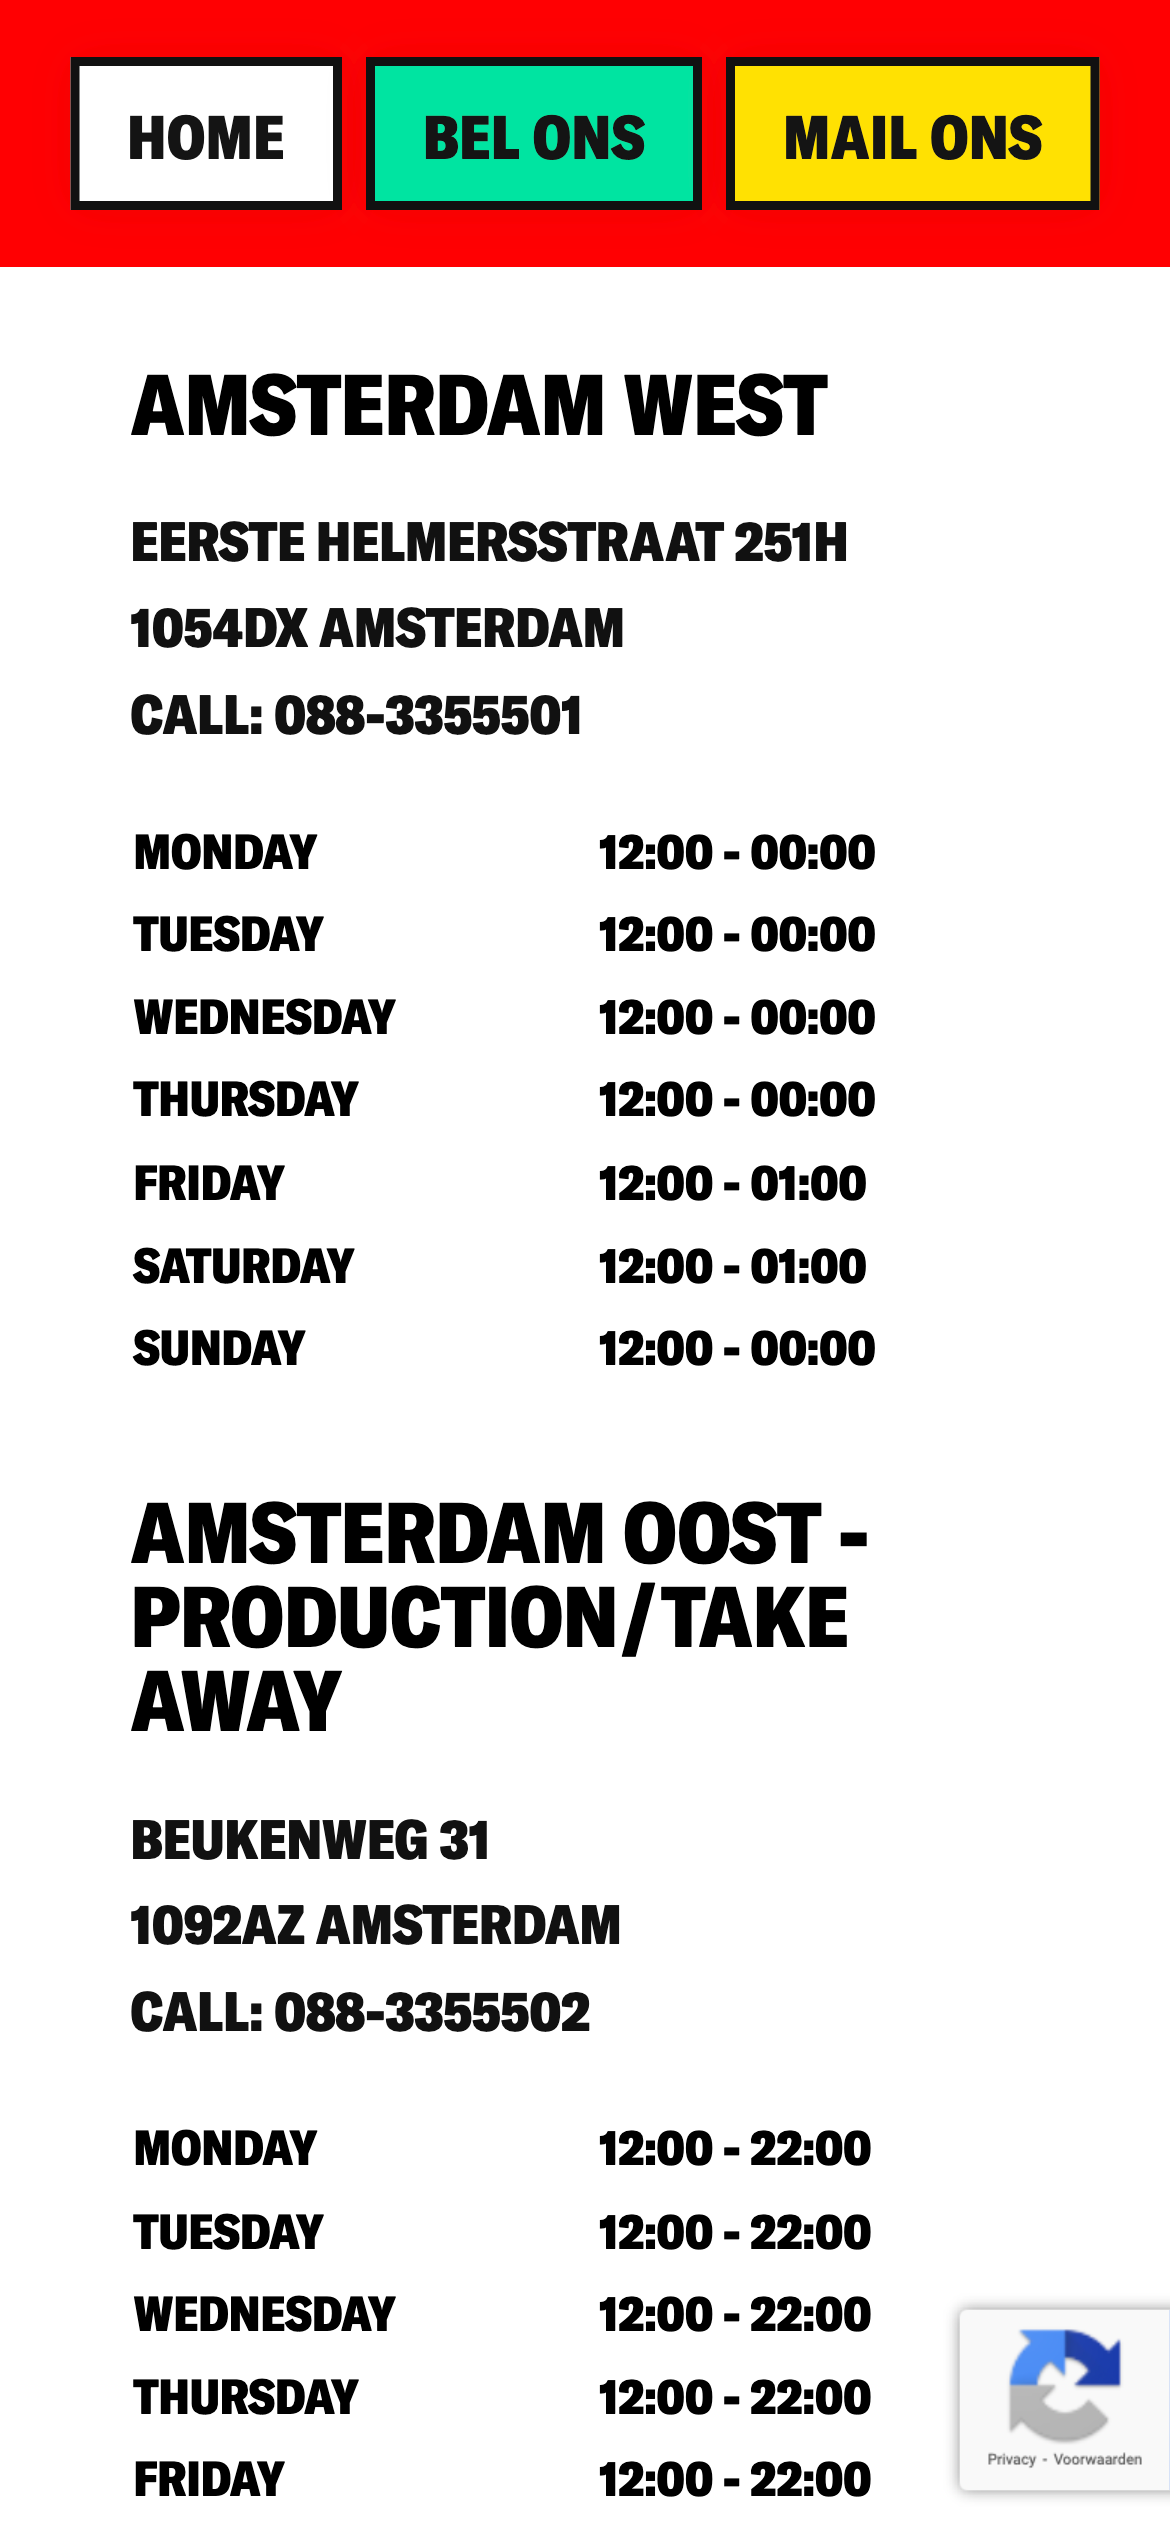 HOME BEL ONS MAIL ONS
AMSTERDAM WEST
EERSTE HELMERSSTRAAT 251H
1054DX AMSTERDAM
CALL: 088-3355501
MONDAY 12:00 - 00:00
TUESDAY 12:00 - 00:00
WEDNESDAY 12:00 - 00:00
THURSDAY 12:00 - 00:00
FRIDAY 12:00 - 01:00
SATURDAY 12:00 - 01:00
SUNDAY 12:00 - 00:00
AMSTERDAM OOST -
PRODUCTION/TAKE
AWAY
BEUKENWEG 31
1092AZ AMSTERDAM
CALL: 088-3355502
MONDAY 12:00 - 22:00
TUESDAY 12:00 - 22:00
WEDNESDAY 12:00 - 22:00
THURSDAY 12:00 - 22:00
Privacy - Voorwaarden
FRIDAY 12:00 - 22:00